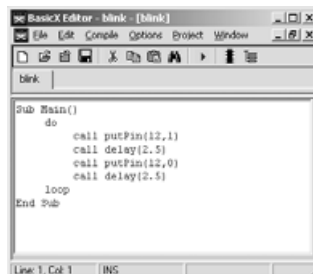 BasicX Editor - blink - [blink]
File Edit Compile Options Project Window
blink
Sub Main()
do
call putPin(12,1)
call delay(2.5)
call putPin(12,0)
call delay(2.5)
loop
End Sub
Line: 1, Col: 1 INS